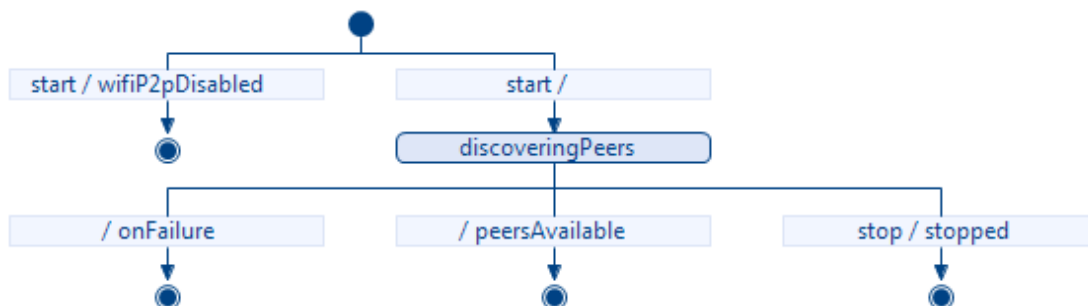 start / wifiP2pDisabled
start /
discoveringPeers
/ onFailure
/ peersAvailable
stop / stopped